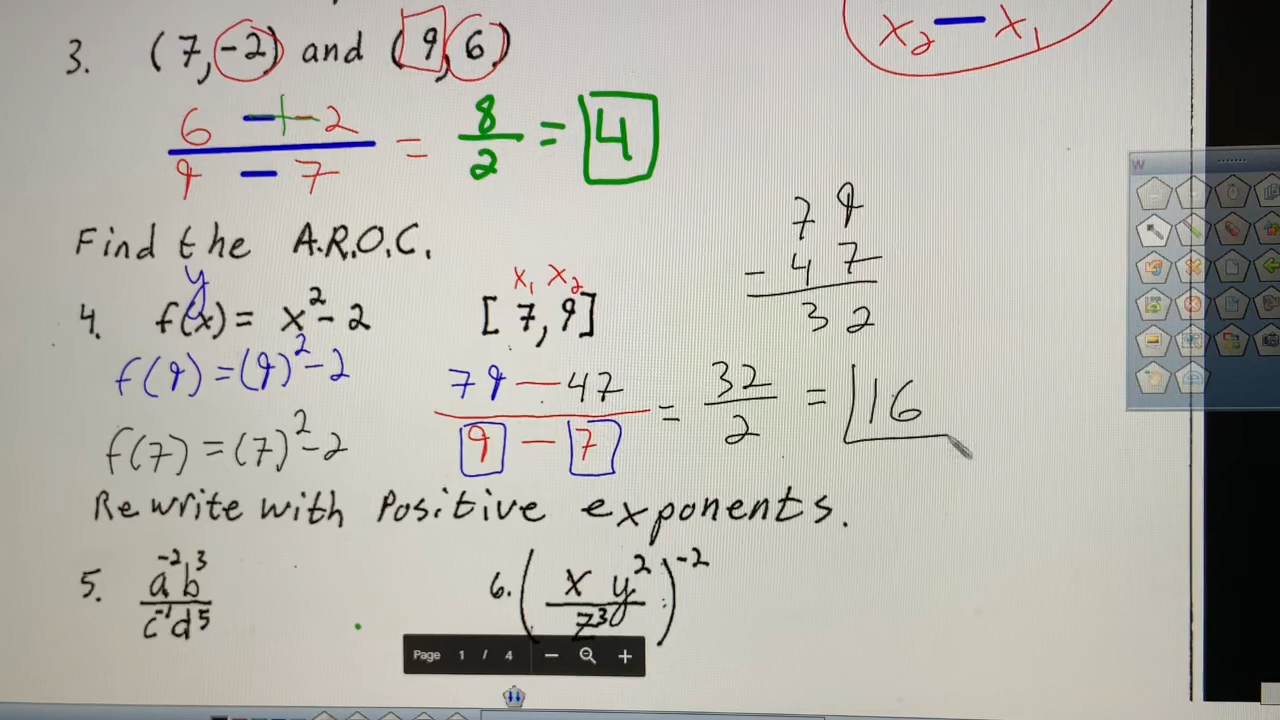 x₂ − x₁
3. (7, -2) and (9, 6)
6 -+- 2 / 9 - 7 = 8/2 = 4
Find the A.R.O.C.
y
x₁ x₂
4. f(x) = x² - 2 [7, 9]
f(9) = (9)² - 2
f(7) = (7)² - 2
79 - 47 / 9 - 7 = 32/2 = 16
79
- 47
32
Rewrite with Positive exponents.
5. a⁻²b³ / c⁻¹d⁵
6. (x y² / z³)⁻²
Page 1 / 4 − +
W